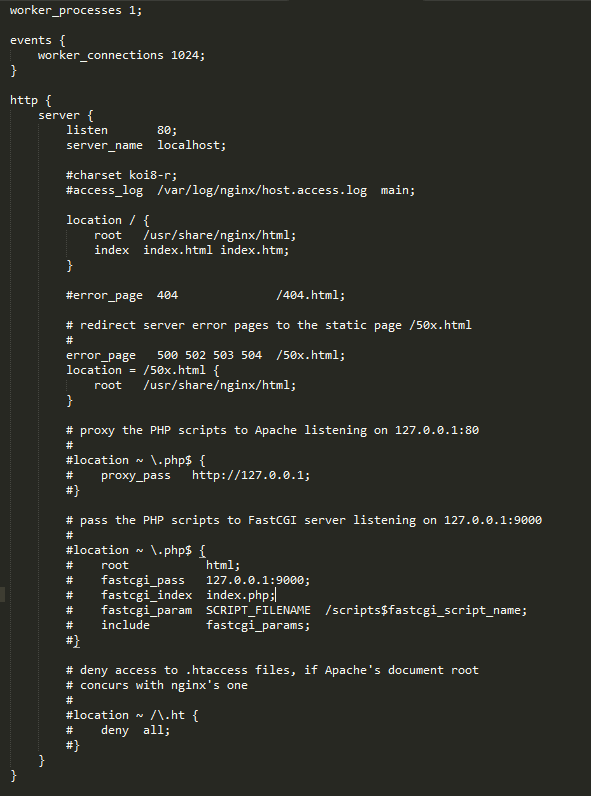 worker_processes 1;

events {
    worker_connections 1024;
}

http {
    server {
        listen       80;
        server_name  localhost;

        #charset koi8-r;
        #access_log  /var/log/nginx/host.access.log  main;

        location / {
            root   /usr/share/nginx/html;
            index  index.html index.htm;
        }

        #error_page  404              /404.html;

        # redirect server error pages to the static page /50x.html
        #
        error_page   500 502 503 504  /50x.html;
        location = /50x.html {
            root   /usr/share/nginx/html;
        }

        # proxy the PHP scripts to Apache listening on 127.0.0.1:80
        #
        #location ~ \.php$ {
        #    proxy_pass   http://127.0.0.1;
        #}

        # pass the PHP scripts to FastCGI server listening on 127.0.0.1:9000
        #
        #location ~ \.php$ {
        #    root           html;
        #    fastcgi_pass   127.0.0.1:9000;
        #    fastcgi_index  index.php;
        #    fastcgi_param  SCRIPT_FILENAME  /scripts$fastcgi_script_name;
        #    include        fastcgi_params;
        #}

        # deny access to .htaccess files, if Apache's document root
        # concurs with nginx's one
        #
        #location ~ /\.ht {
        #    deny  all;
        #}
    }
}